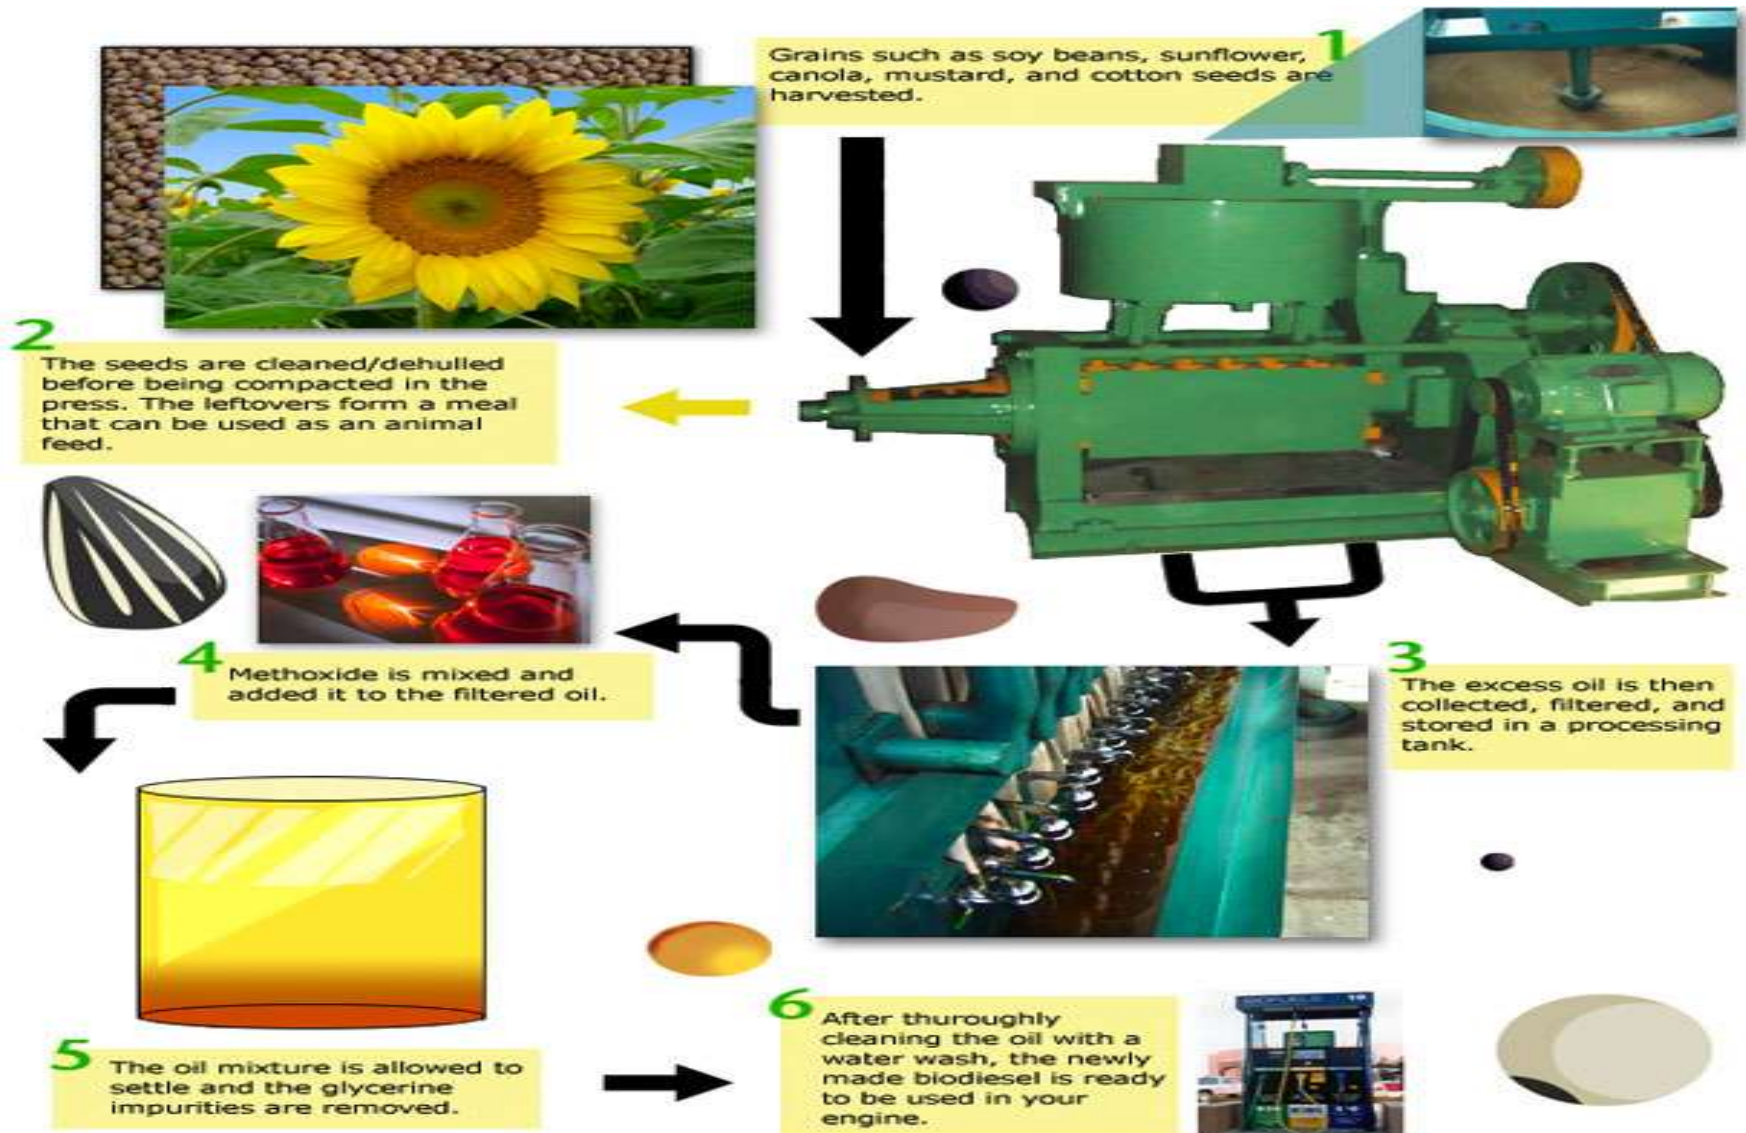 1
Grains such as soy beans, sunflower,
canola, mustard, and cotton seeds are
harvested.
2
The seeds are cleaned/dehulled
before being compacted in the
press. The leftovers form a meal
that can be used as an animal
feed.
3
The excess oil is then
collected, filtered, and
stored in a processing
tank.
4
Methoxide is mixed and
added it to the filtered oil.
5
The oil mixture is allowed to
settle and the glycerine
impurities are removed.
6
After thuroughly
cleaning the oil with a
water wash, the newly
made biodiesel is ready
to be used in your
engine.